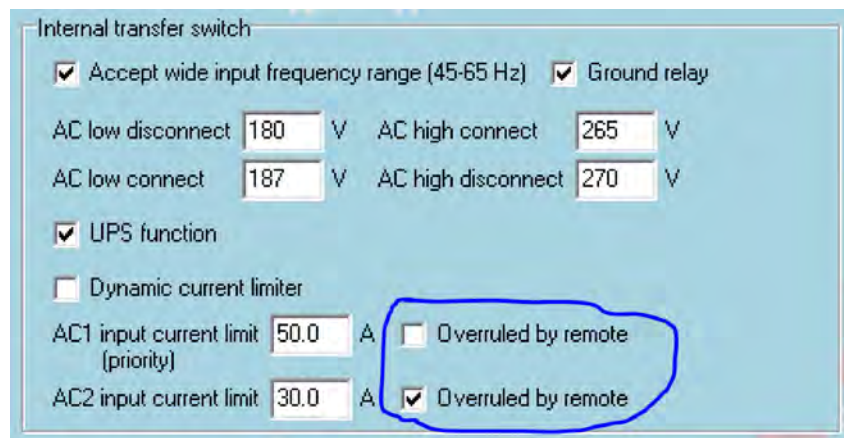 Internal transfer switch
Accept wide input frequency range (45-65 Hz) Ground relay
AC low disconnect 180 V AC high connect 265 V
AC low connect 187 V AC high disconnect 270 V
UPS function
Dynamic current limiter
AC1 input current limit 50.0 A Overruled by remote
(priority)
AC2 input current limit 30.0 A Overruled by remote